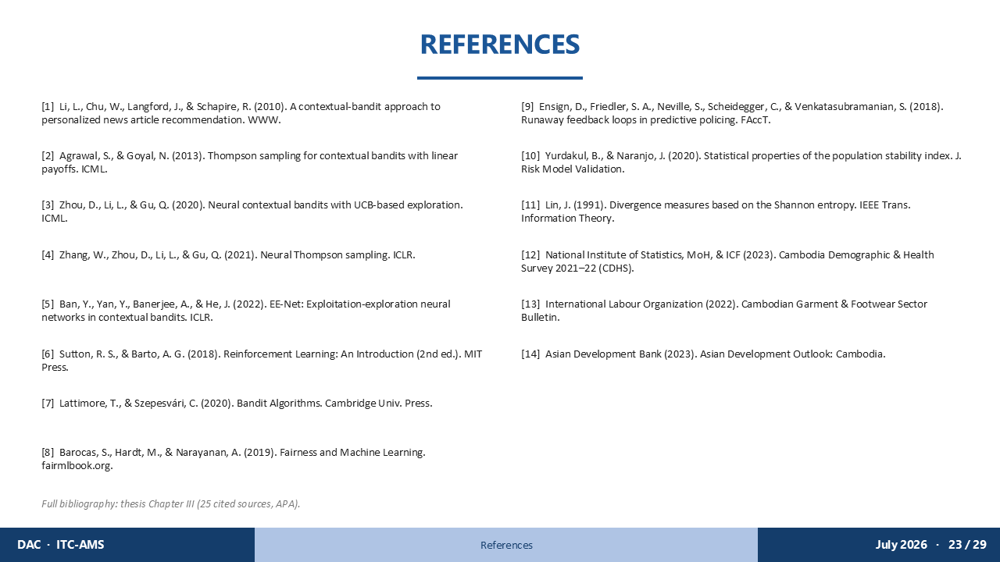 REFERENCES
[1] Li, L., Chu, W., Langford, J., & Schapire, R. (2010). A contextual-bandit approach to
personalized news article recommendation. WWW.
[2] Agrawal, S., & Goyal, N. (2013). Thompson sampling for contextual bandits with linear
payoffs. ICML.
[3] Zhou, D., Li, L., & Gu, Q. (2020). Neural contextual bandits with UCB-based exploration.
ICML.
[4] Zhang, W., Zhou, D., Li, L., & Gu, Q. (2021). Neural Thompson sampling. ICLR.
[5] Ban, Y., Yan, Y., Banerjee, A., & He, J. (2022). EE-Net: Exploitation-exploration neural
networks in contextual bandits. ICLR.
[6] Sutton, R. S., & Barto, A. G. (2018). Reinforcement Learning: An Introduction (2nd ed.). MIT
Press.
[7] Lattimore, T., & Szepesvári, C. (2020). Bandit Algorithms. Cambridge Univ. Press.
[8] Barocas, S., Hardt, M., & Narayanan, A. (2019). Fairness and Machine Learning.
fairmlbook.org.
[9] Ensign, D., Friedler, S. A., Neville, S., Scheidegger, C., & Venkatasubramanian, S. (2018).
Runaway feedback loops in predictive policing. FAccT.
[10] Yurdakul, B., & Naranjo, J. (2020). Statistical properties of the population stability index. J.
Risk Model Validation.
[11] Lin, J. (1991). Divergence measures based on the Shannon entropy. IEEE Trans.
Information Theory.
[12] National Institute of Statistics, MoH, & ICF (2023). Cambodia Demographic & Health
Survey 2021–22 (CDHS).
[13] International Labour Organization (2022). Cambodian Garment & Footwear Sector
Bulletin.
[14] Asian Development Bank (2023). Asian Development Outlook: Cambodia.
Full bibliography: thesis Chapter III (25 cited sources, APA).
DAC · ITC-AMS
References
July 2026 · 23 / 29